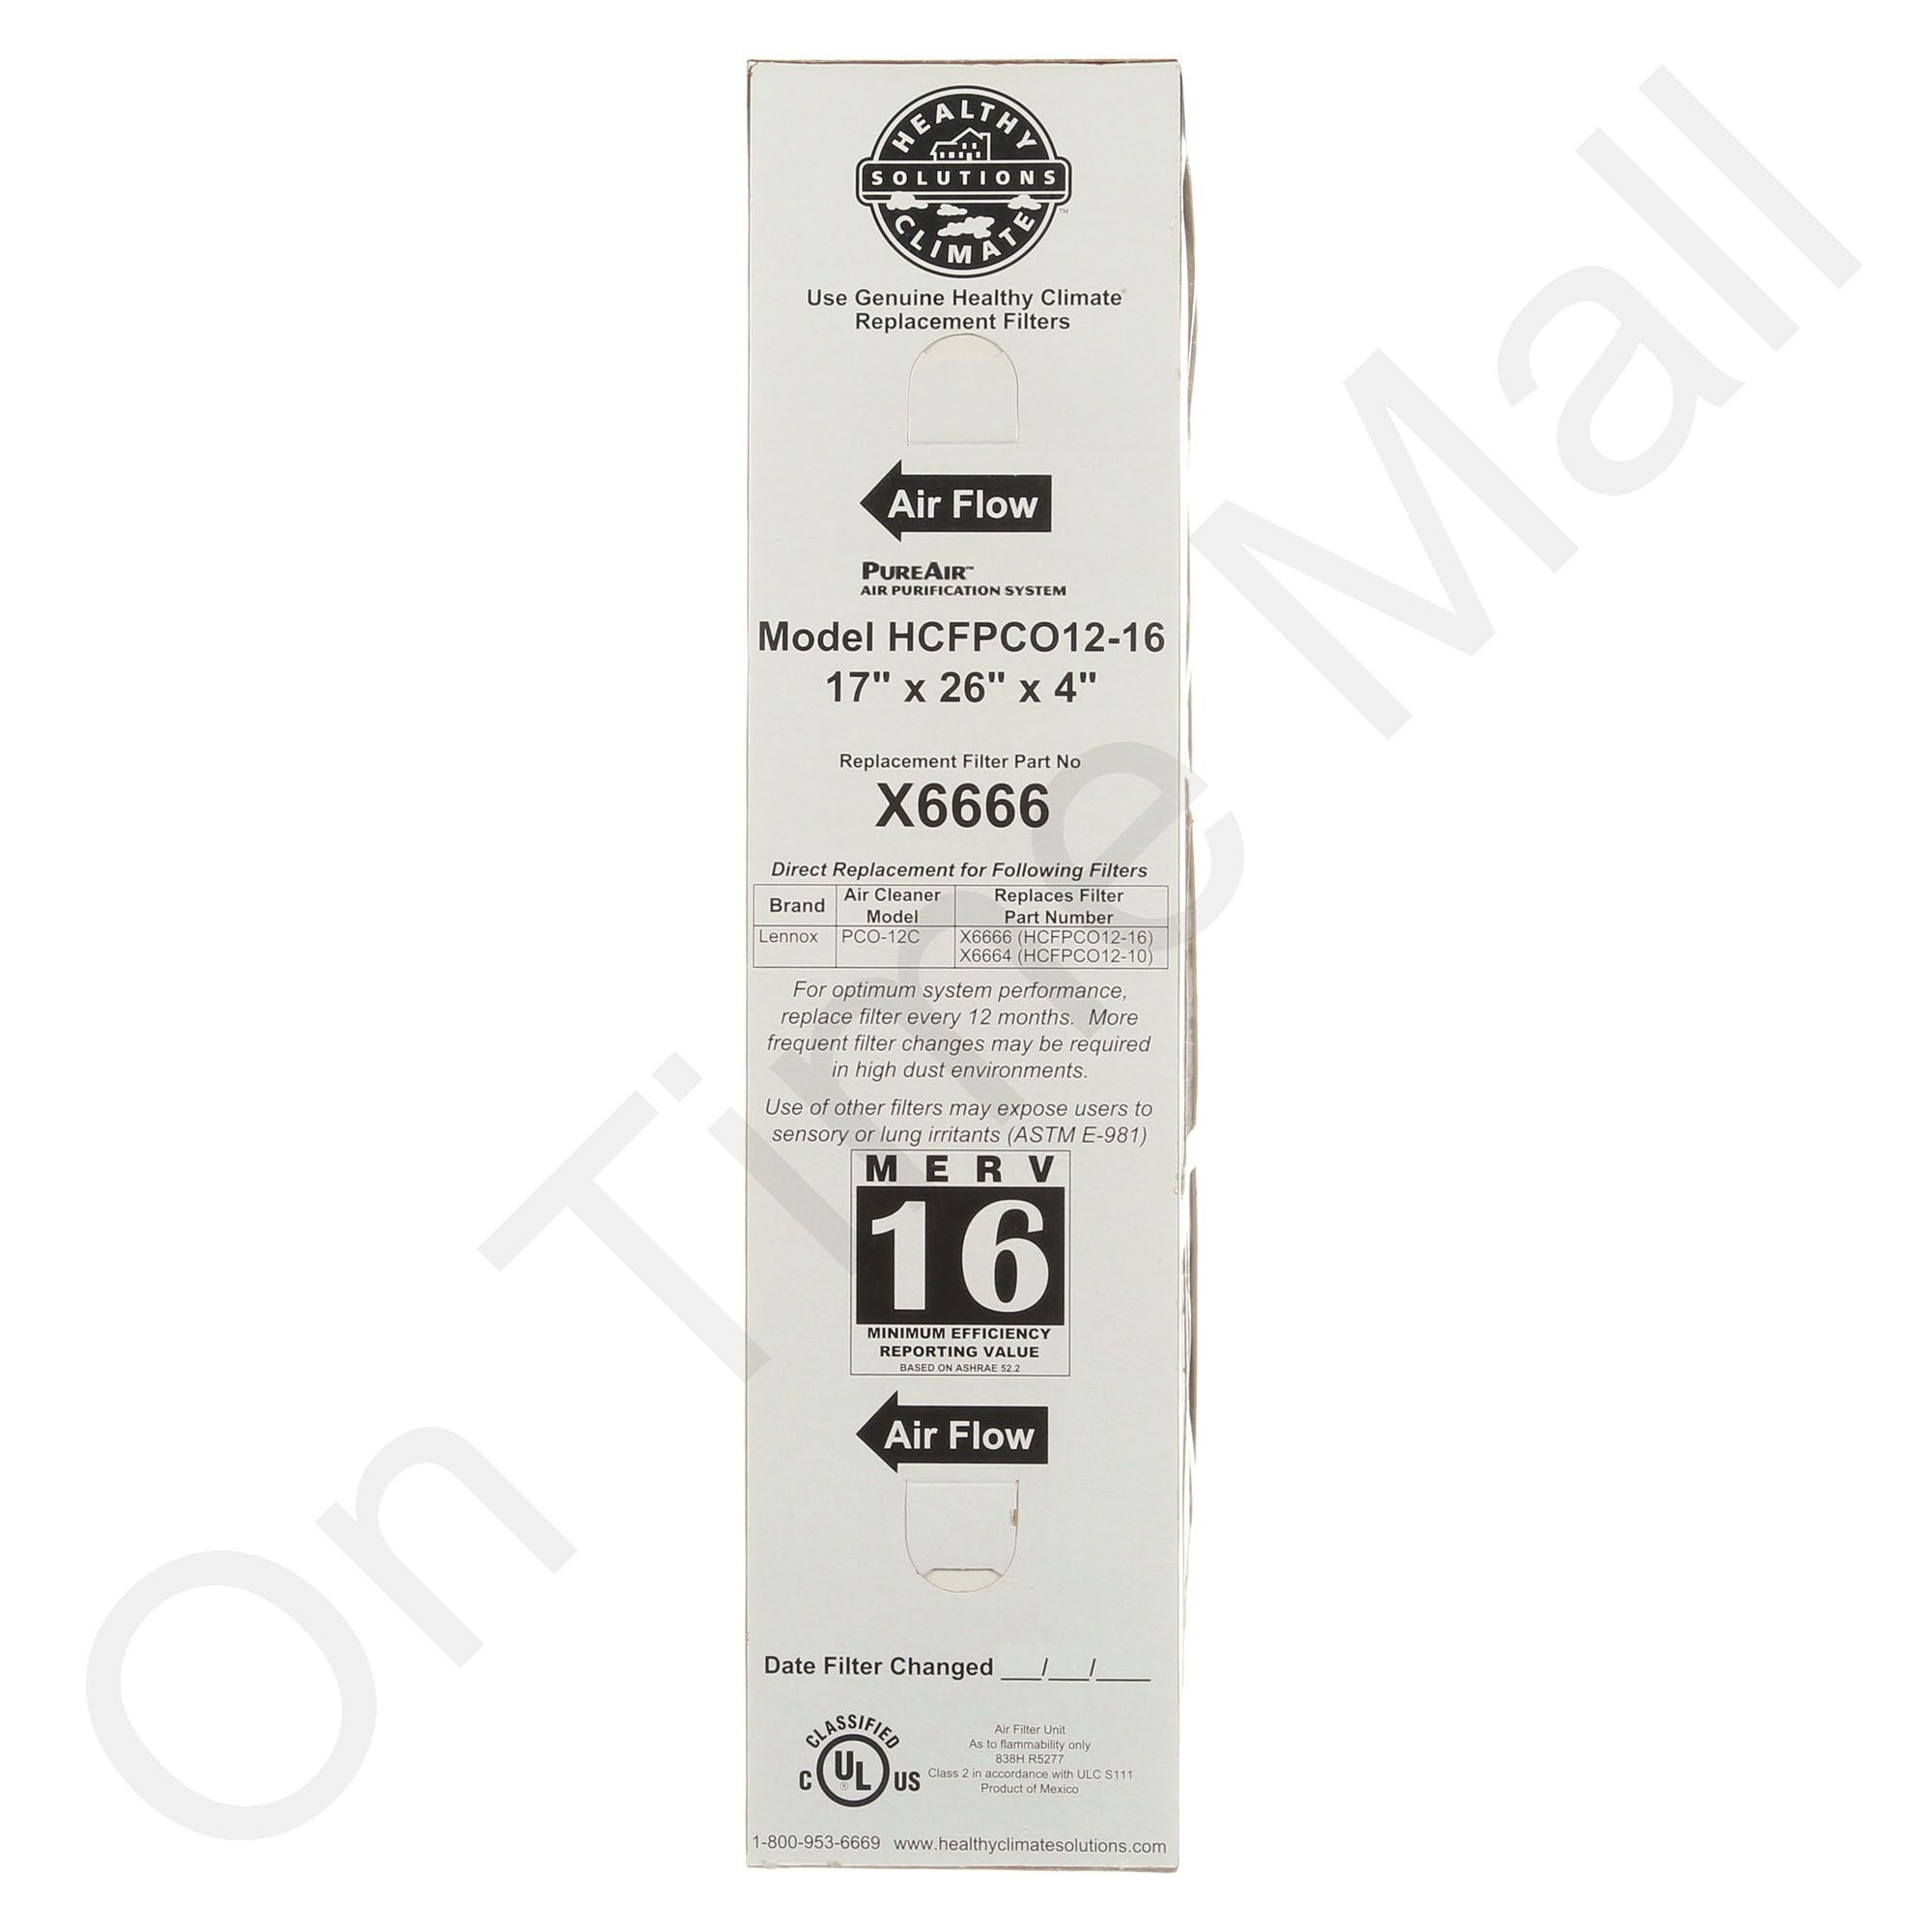 HEALTHY
SOLUTIONS
CLIMATE
TM
Use Genuine Healthy Climate®
Replacement Filters
Air Flow
PUREAIR™
AIR PURIFICATION SYSTEM
Model HCFPCO12-16
17" x 26" x 4"
Replacement Filter Part No
X6666
Direct Replacement for Following Filters
Brand Air Cleaner Model Replaces Filter Part Number
Lennox PCO-12C X6666 (HCFPCO12-16)
X6664 (HCFPCO12-10)
For optimum system performance,
replace filter every 12 months. More
frequent filter changes may be required
in high dust environments.
Use of other filters may expose users to
sensory or lung irritants (ASTM E-981)
MERV
16
MINIMUM EFFICIENCY
REPORTING VALUE
BASED ON ASHRAE 52.2
Air Flow
Date Filter Changed ___/___/____
CLASSIFIED
C UL® US
Air Filter Unit
As to flammability only
838H R5277
Class 2 in accordance with ULC S111
Product of Mexico
1-800-953-6669 www.healthyclimatesolutions.com
On Time Mall